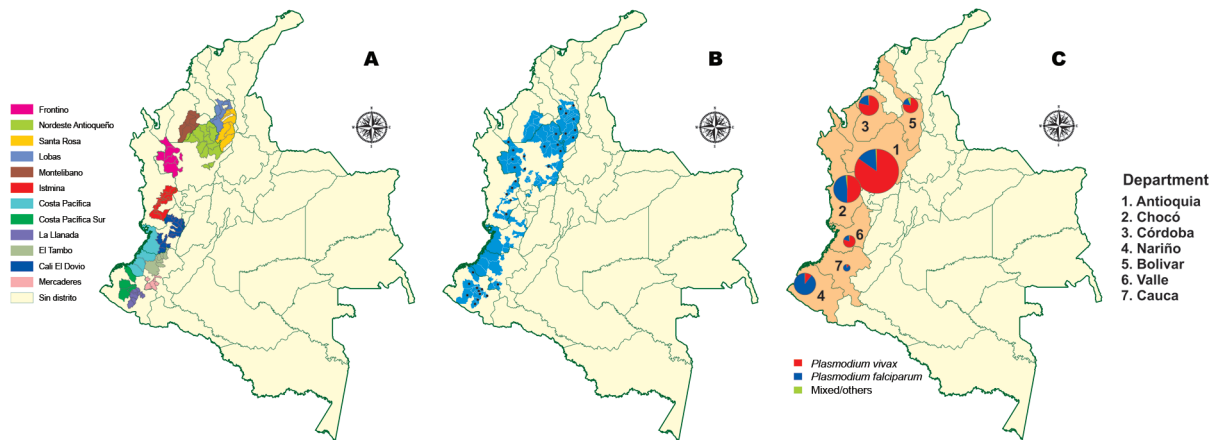 A
Frontino
Nordeste Antioqueño
Santa Rosa
Lobas
Montelibano
Istmina
Costa Pacífica
Costa Pacífica Sur
La Llanada
El Tambo
Cali El Dovio
Mercaderes
Sin distrito
B
C
3
5
1
2
6
7
4
Plasmodium vivax
Plasmodium falciparum
Mixed/others
Department
1. Antioquia
2. Chocó
3. Córdoba
4. Nariño
5. Bolivar
6. Valle
7. Cauca